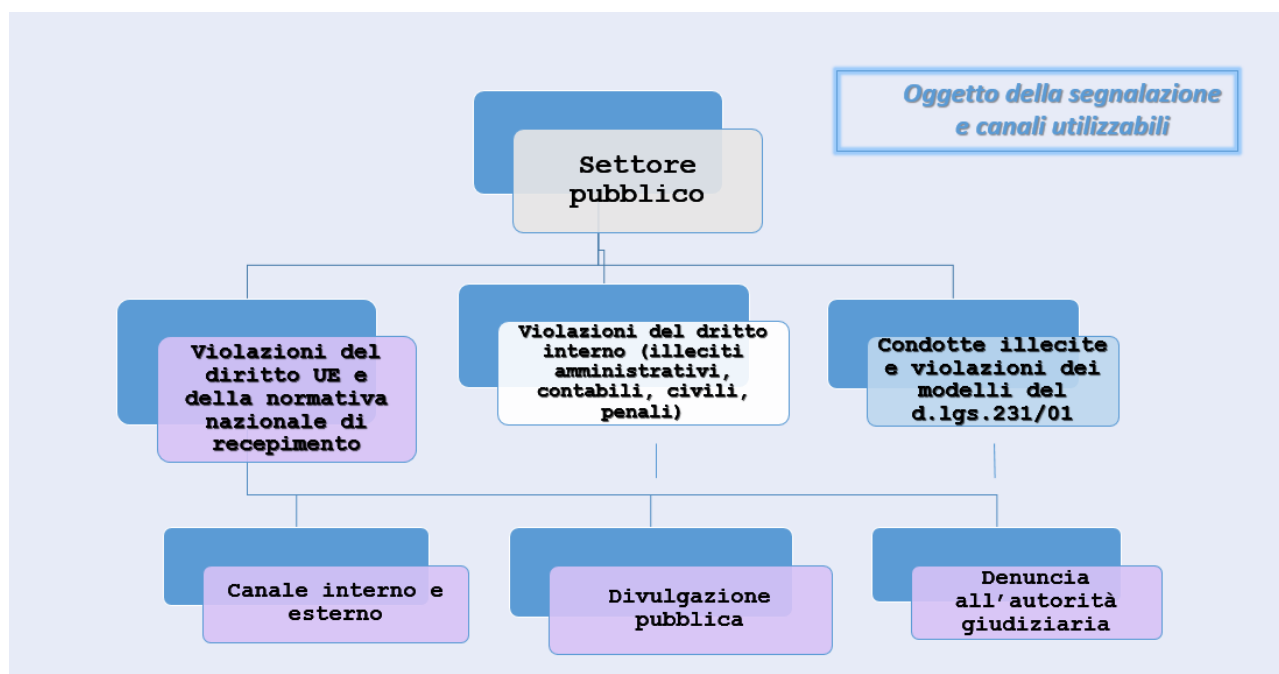 Oggetto della segnalazione
e canali utilizzabili
Settore
pubblico
Violazioni del
diritto UE e
della normativa
nazionale di
recepimento
Violazioni del dritto
interno (illeciti
amministrativi,
contabili, civili,
penali)
Condotte illecite
e violazioni dei
modelli del
d.lgs.231/01
Canale interno e
esterno
Divulgazione
pubblica
Denuncia
all’autorità
giudiziaria